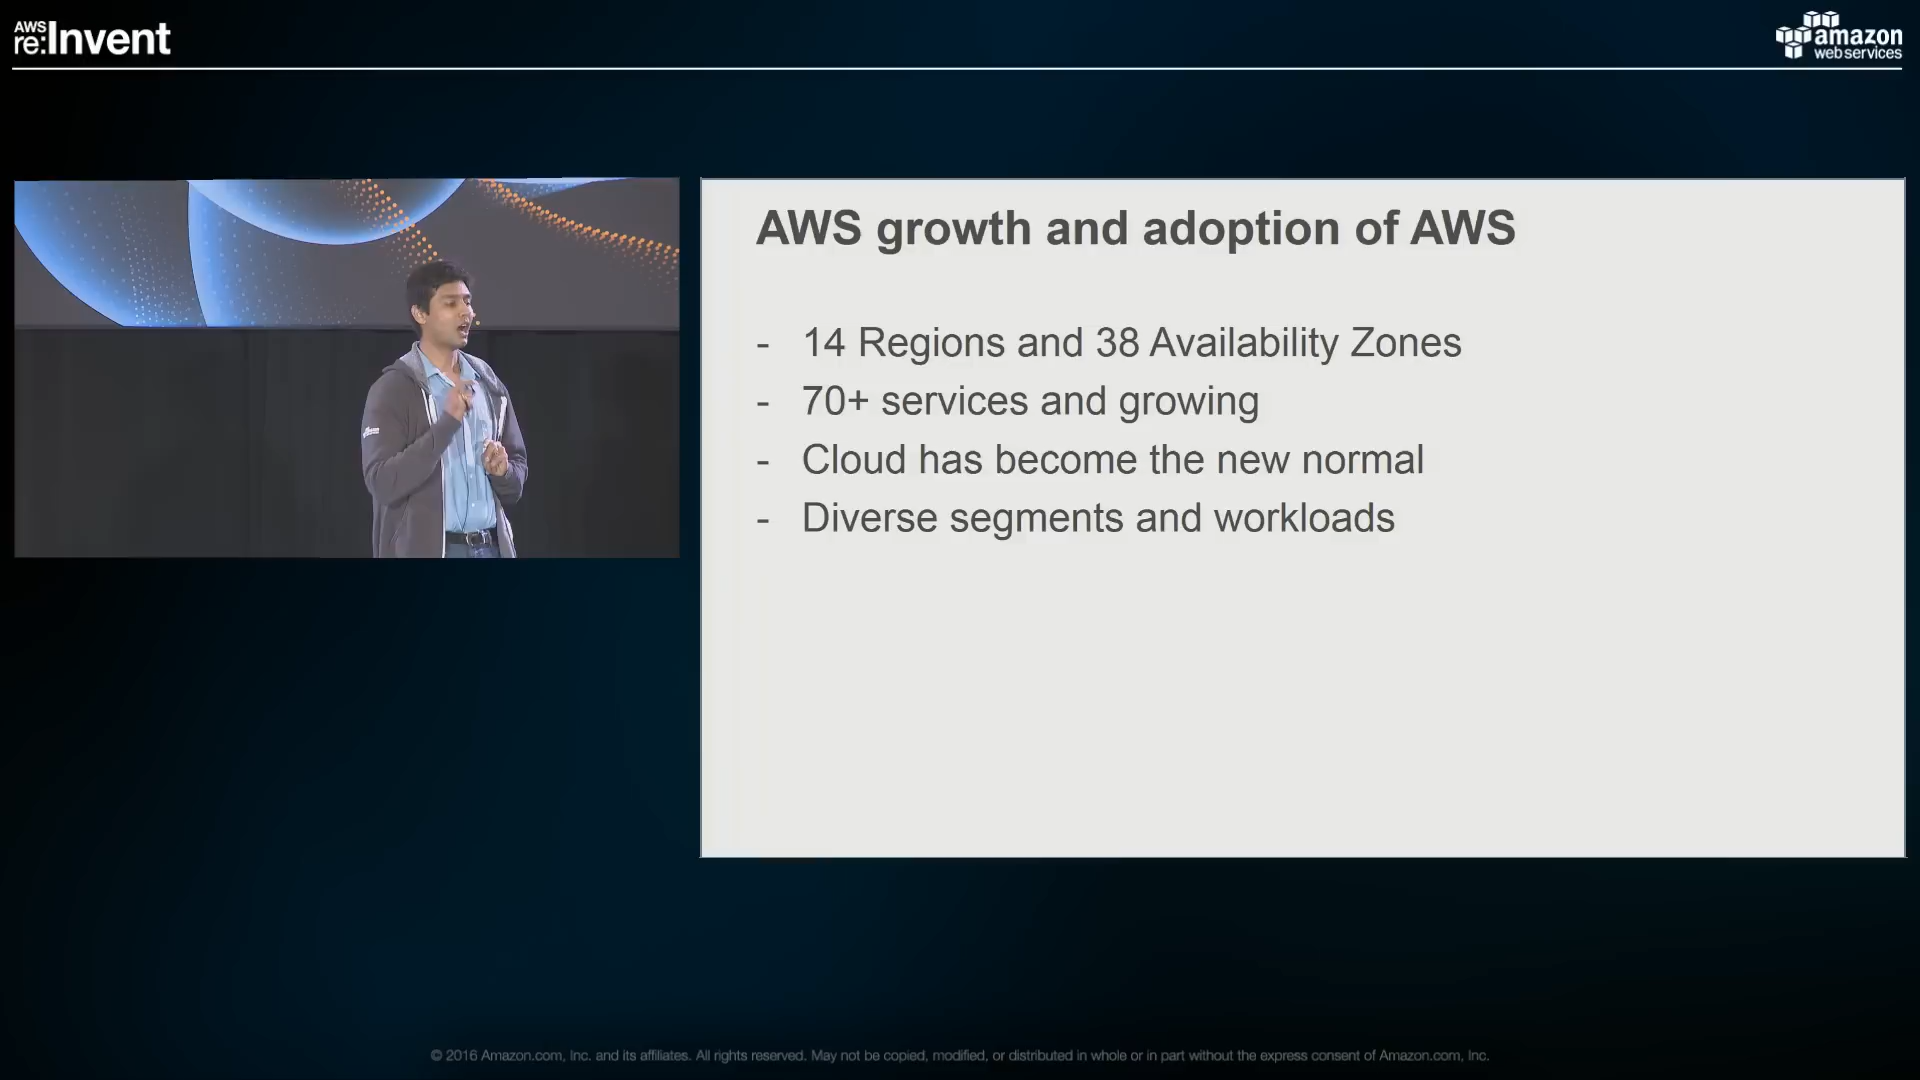 AWS
re:Invent
amazon
web services
AWS growth and adoption of AWS
- 14 Regions and 38 Availability Zones
- 70+ services and growing
- Cloud has become the new normal
- Diverse segments and workloads
© 2016 Amazon.com, Inc. and its affiliates. All rights reserved. May not be copied, modified, or distributed in whole or in part without the express consent of Amazon.com, Inc.